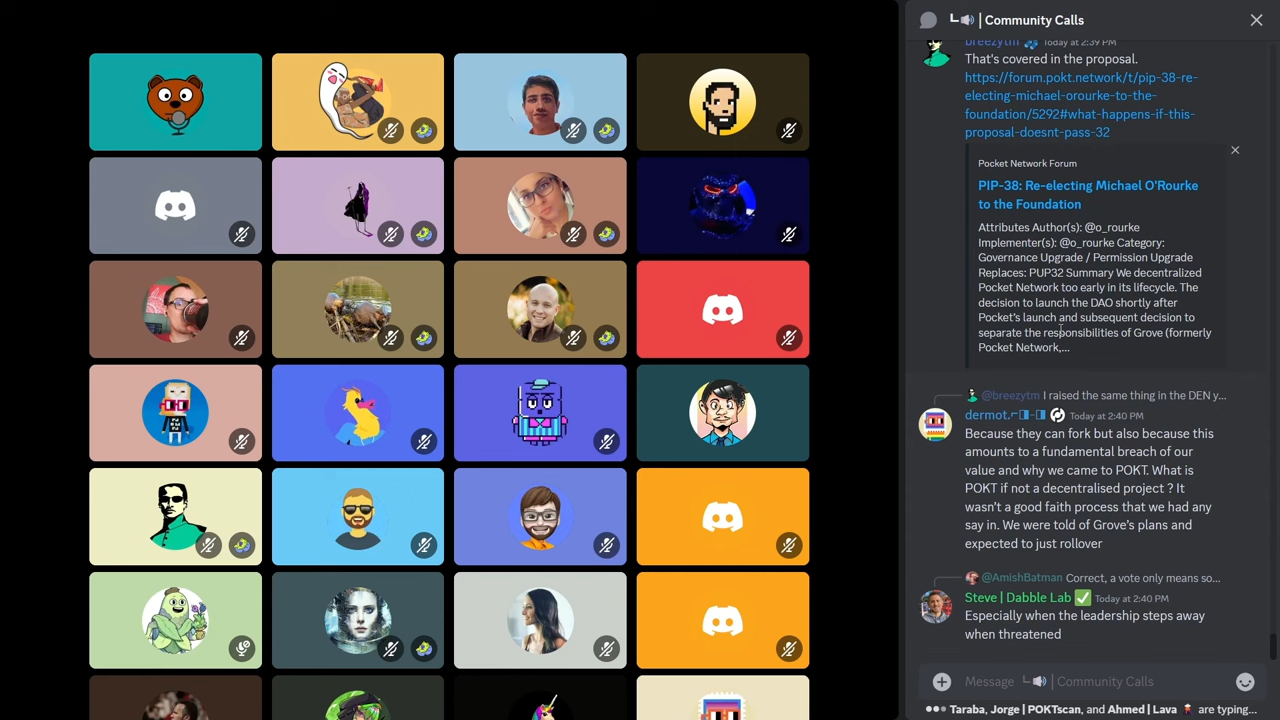 Community Calls
breezytm Today at 2:39 PM
That's covered in the proposal.
https://forum.pokt.network/t/pip-38-re-
electing-michael-orourke-to-the-
foundation/5292#what-happens-if-this-
proposal-doesnt-pass-32
Pocket Network Forum
PIP-38: Re-electing Michael O'Rourke
to the Foundation
Attributes Author(s): @o_rourke
Implementer(s): @o_rourke Category:
Governance Upgrade / Permission Upgrade
Replaces: PUP32 Summary We decentralized
Pocket Network too early in its lifecycle. The
decision to launch the DAO shortly after
Pocket's launch and subsequent decision to
separate the responsibilities of Grove (formerly
Pocket Network,...
@breezytm I raised the same thing in the DEN y...
dermot. Today at 2:40 PM
Because they can fork but also because this
amounts to a fundamental breach of our
value and why we came to POKT. What is
POKT if not a decentralised project ? It
wasn't a good faith process that we had any
say in. We were told of Grove's plans and
expected to just rollover
@AmishBatman Correct, a vote only means so...
Steve | Dabble Lab Today at 2:40 PM
Especially when the leadership steps away
when threatened
Message Community Calls
Taraba, Jorge | POKTscan, and Ahmed | Lava are typing...